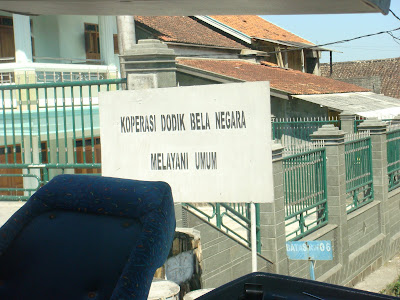 KOPERASI DODIK BELA NEGARA
MELAYANI UMUM